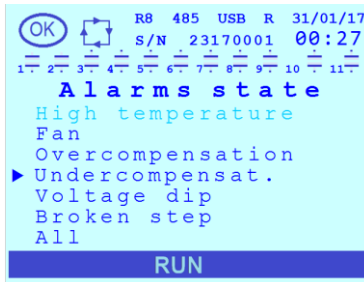 OK R8 485 USB R 31/01/17
S/N 23170001 00:27
1 2 3 4 5 6 7 8 9 10 11
Alarms state
High temperature
Fan
Overcompensation
Undercompensat.
Voltage dip
Broken step
All
RUN